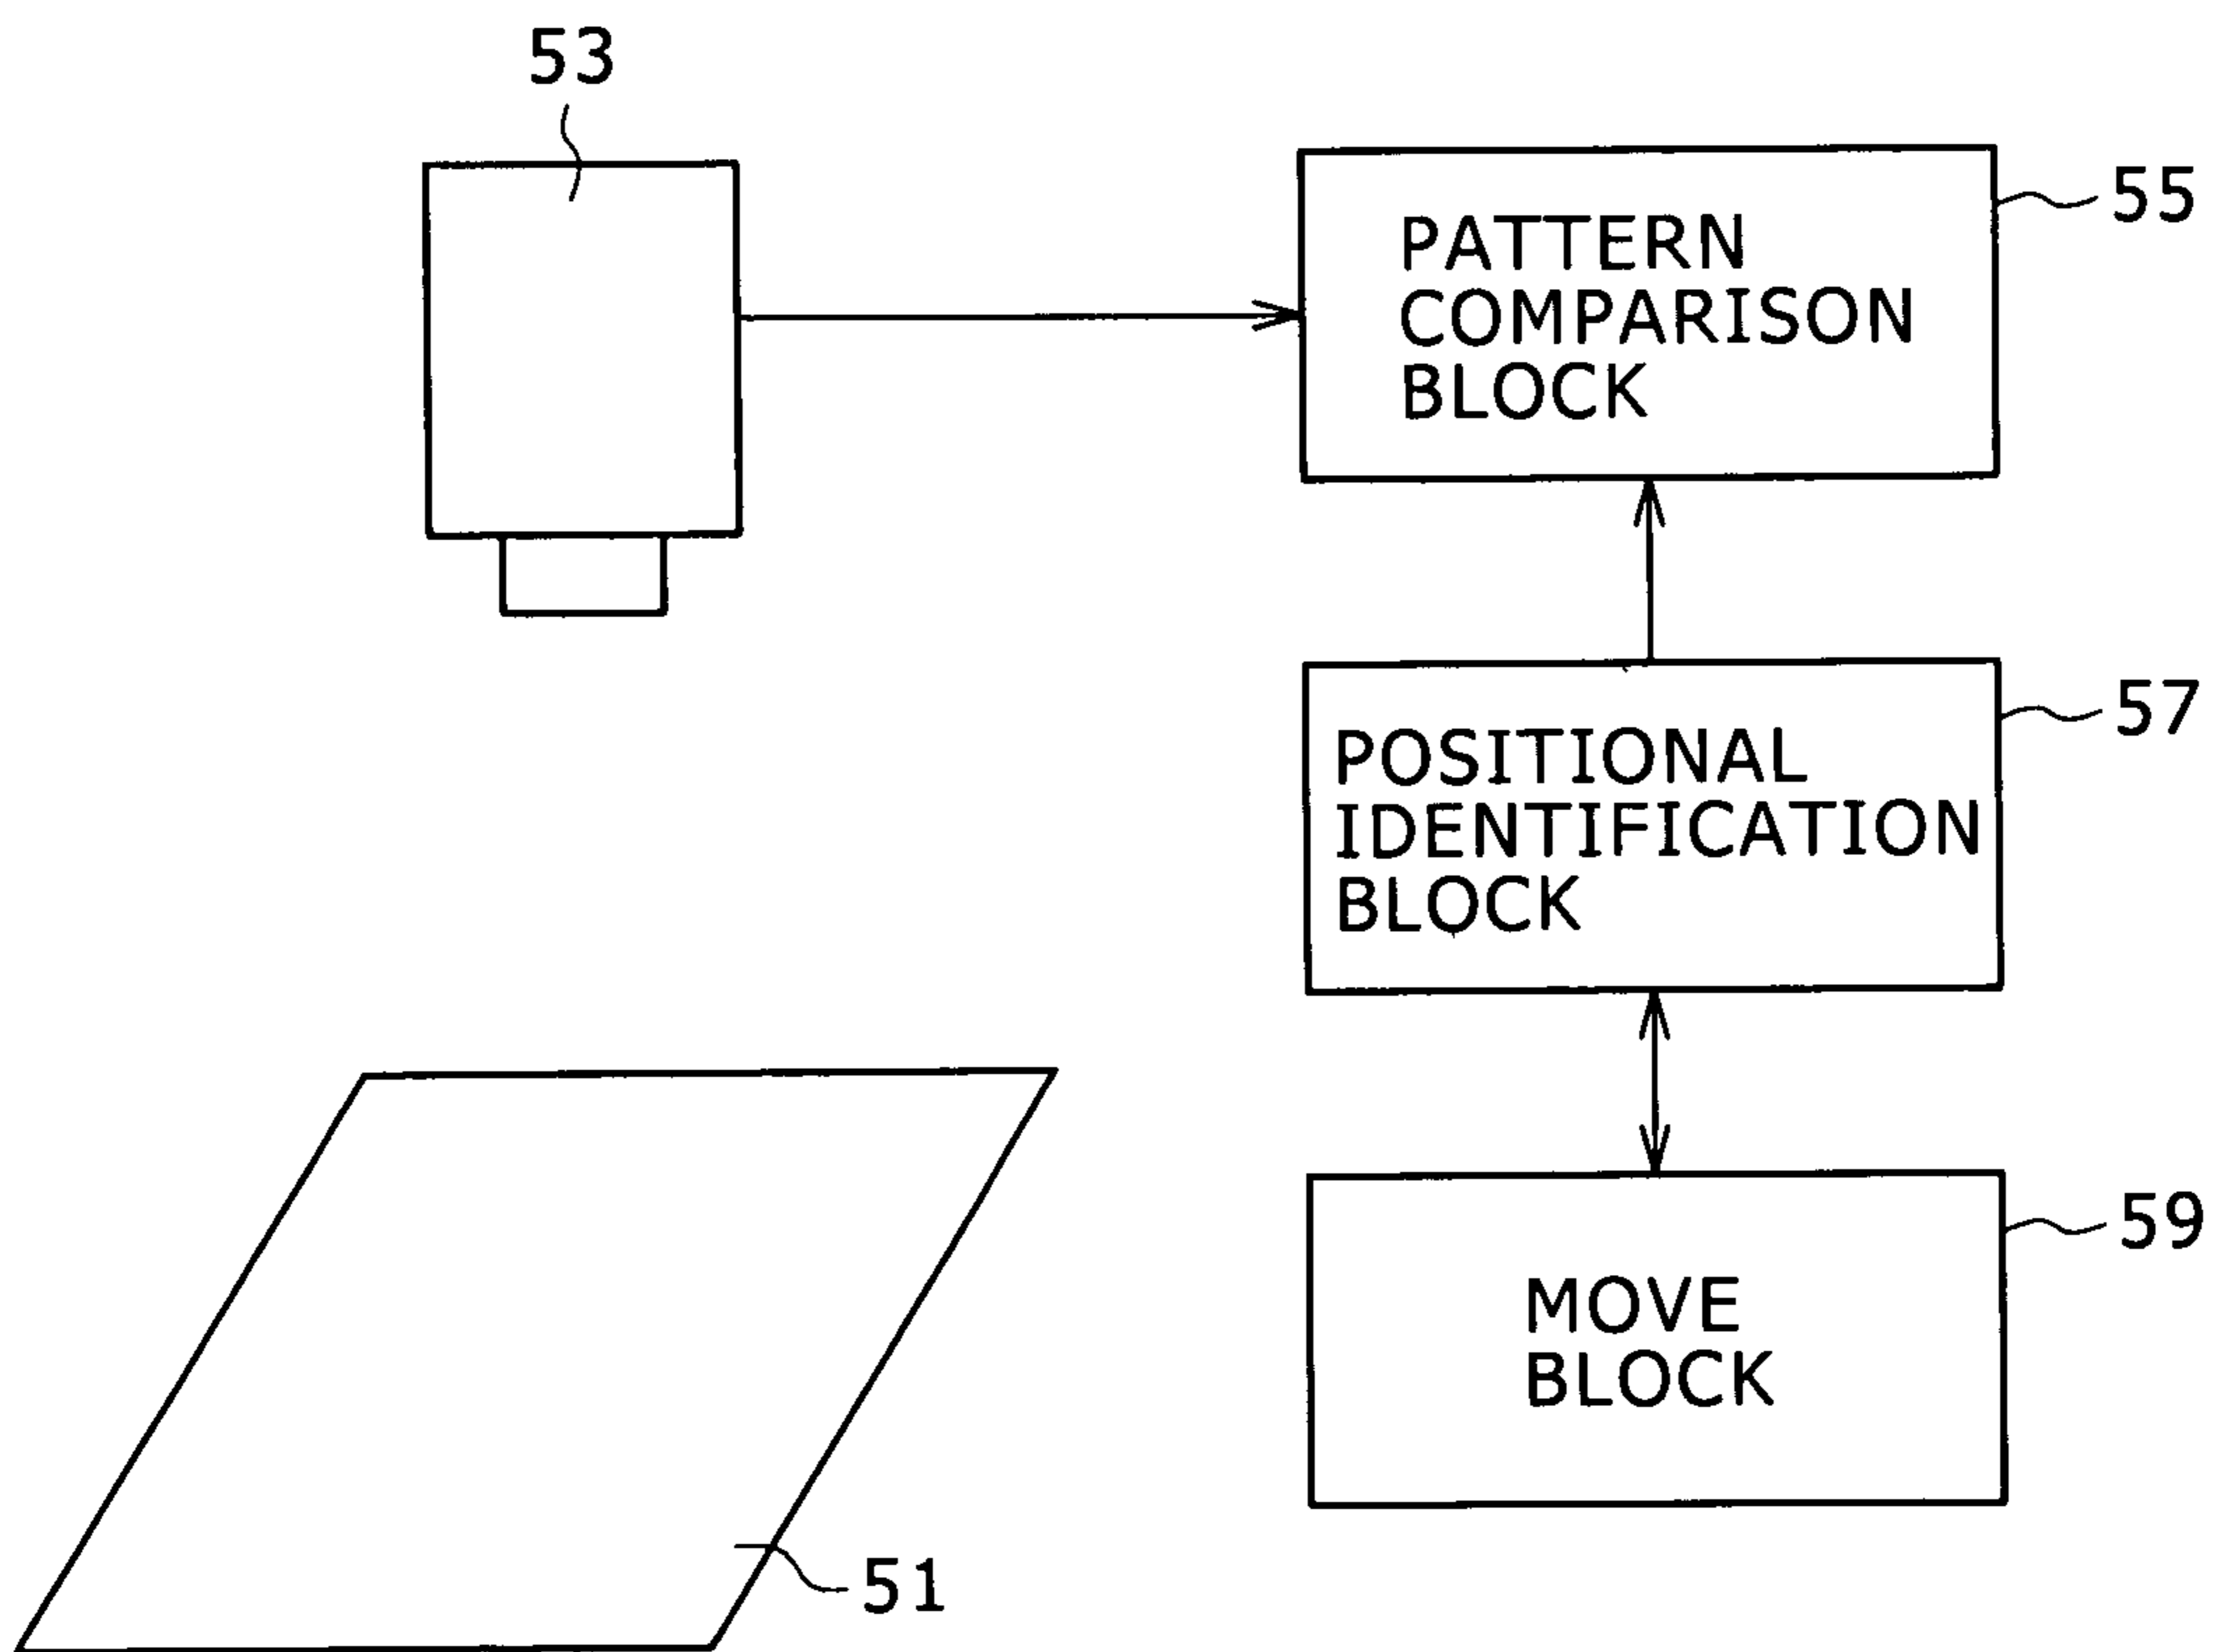 53
55
PATTERN
COMPARISON
BLOCK
57
POSITIONAL
IDENTIFICATION
BLOCK
59
MOVE
BLOCK
51